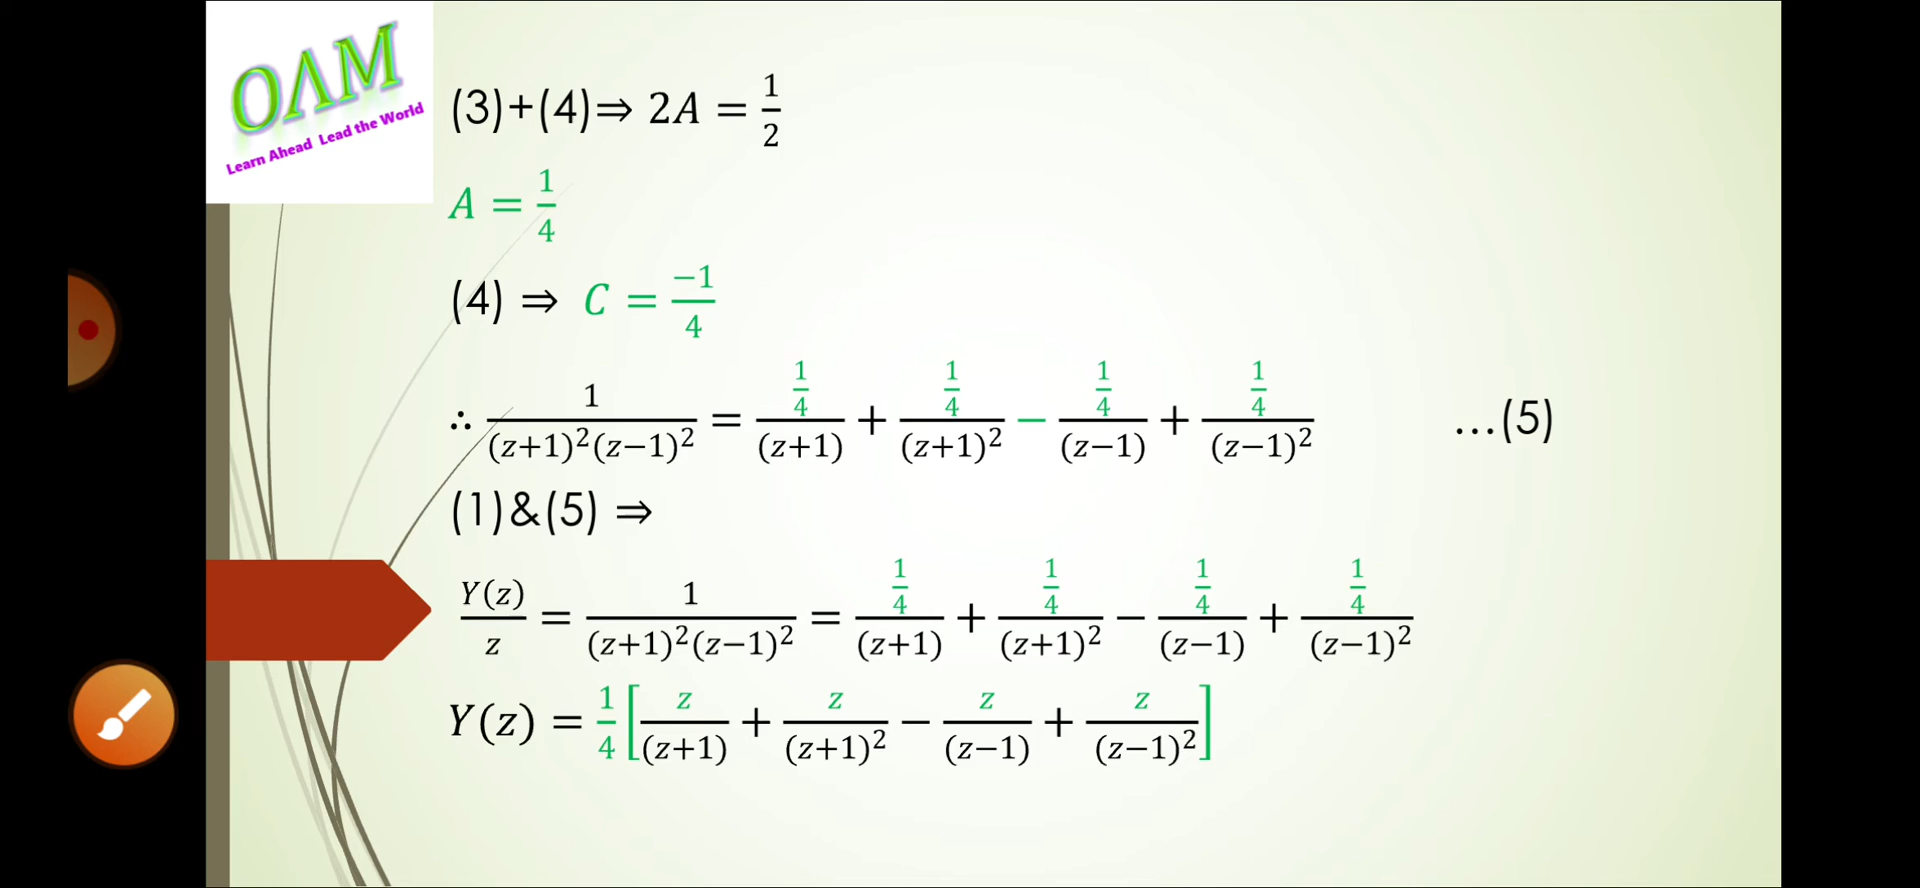 OΛM
Learn Ahead Lead the World
(3)+(4)⇒ 2A = 1/2
A = 1/4
(4) ⇒ C = −1/4
∴ 1/((z+1)²(z−1)²) = (1/4)/(z+1) + (1/4)/(z+1)² − (1/4)/(z−1) + (1/4)/(z−1)² ...(5)
(1)&(5) ⇒
Y(z)/z = 1/((z+1)²(z−1)²) = (1/4)/(z+1) + (1/4)/(z+1)² − (1/4)/(z−1) + (1/4)/(z−1)²
Y(z) = 1/4 [z/(z+1) + z/(z+1)² − z/(z−1) + z/(z−1)²]